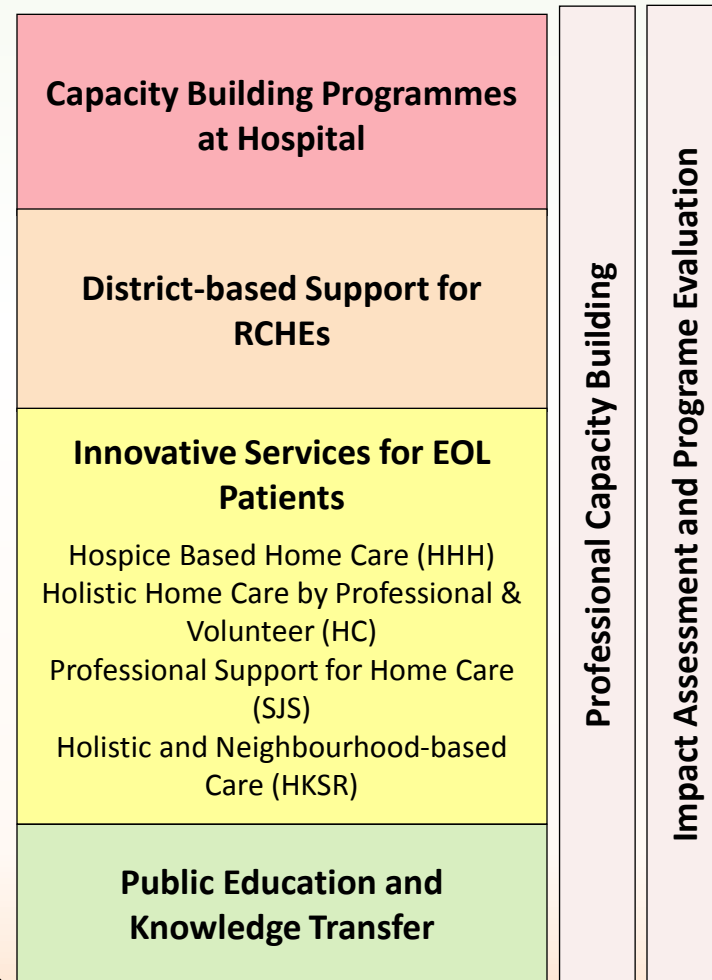 Capacity Building Programmes
at Hospital
District-based Support for
RCHEs
Innovative Services for EOL
Patients
Hospice Based Home Care (HHH)
Holistic Home Care by Professional &
Volunteer (HC)
Professional Support for Home Care
(SJS)
Holistic and Neighbourhood-based
Care (HKSR)
Public Education and
Knowledge Transfer
Professional Capacity Building
Impact Assessment and Programe Evaluation